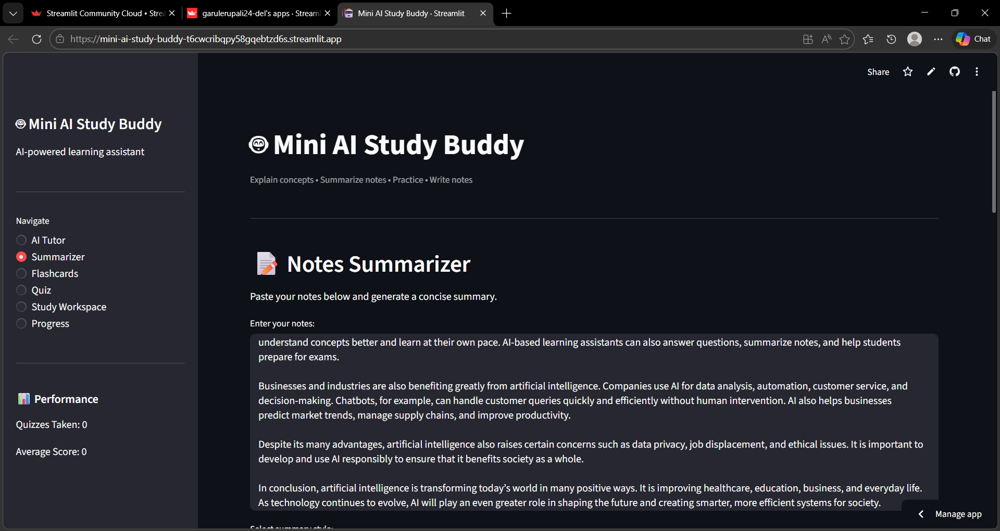 Streamlit Community Cloud • Strea
garulerupali24-del's apps · Streaml
Mini AI Study Buddy · Streamlit
https://mini-ai-study-buddy-t6cwcribqpy58gqebtzd6s.streamlit.app
Chat
Share
Mini AI Study Buddy
AI-powered learning assistant
Navigate
AI Tutor
Summarizer
Flashcards
Quiz
Study Workspace
Progress
Performance
Quizzes Taken: 0
Average Score: 0
Mini AI Study Buddy
Explain concepts • Summarize notes • Practice • Write notes
Notes Summarizer
Paste your notes below and generate a concise summary.
Enter your notes:
understand concepts better and learn at their own pace. AI-based learning assistants can also answer questions, summarize notes, and help students
prepare for exams.
Businesses and industries are also benefiting greatly from artificial intelligence. Companies use AI for data analysis, automation, customer service, and
decision-making. Chatbots, for example, can handle customer queries quickly and efficiently without human intervention. AI also helps businesses
predict market trends, manage supply chains, and improve productivity.
Despite its many advantages, artificial intelligence also raises certain concerns such as data privacy, job displacement, and ethical issues. It is important to
develop and use AI responsibly to ensure that it benefits society as a whole.
In conclusion, artificial intelligence is transforming today’s world in many positive ways. It is improving healthcare, education, business, and everyday life.
As technology continues to evolve, AI will play an even greater role in shaping the future and creating smarter, more efficient systems for society.
Select summary style:
Manage app